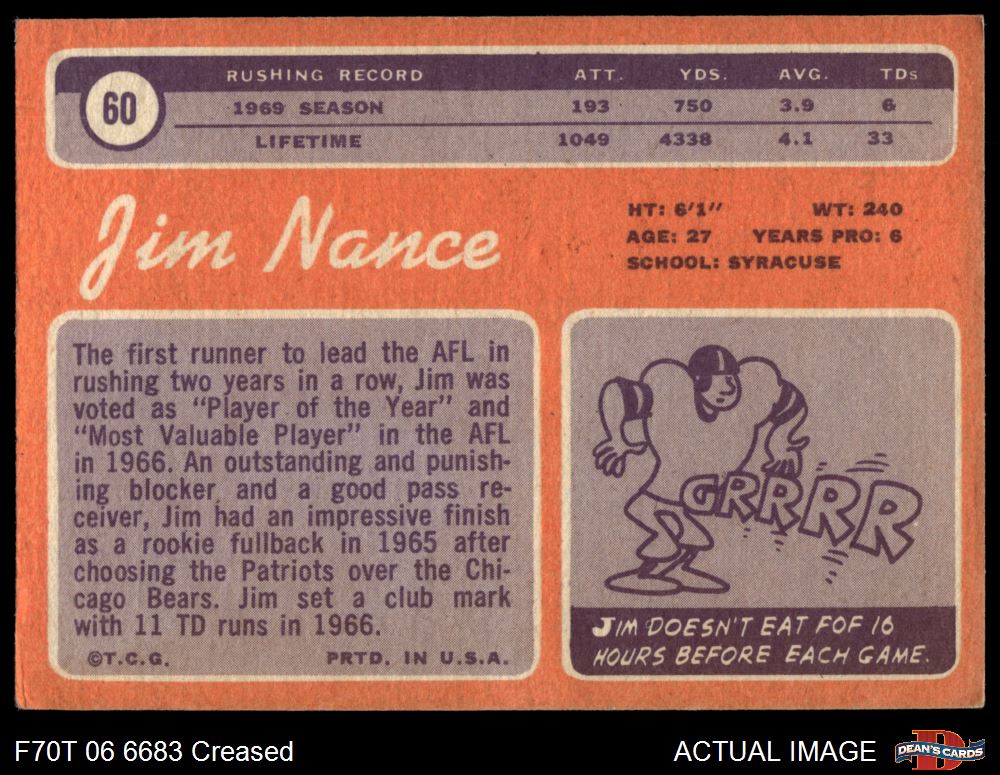 60
RUSHING RECORD ATT. YDS. AVG. TDs
1969 SEASON 193 750 3.9 6
LIFETIME 1049 4338 4.1 33
Jim Nance
HT: 6'1" WT: 240
AGE: 27 YEARS PRO: 6
SCHOOL: SYRACUSE
The first runner to lead the AFL in
rushing two years in a row, Jim was
voted as "Player of the Year" and
"Most Valuable Player" in the AFL
in 1966. An outstanding and punish-
ing blocker and a good pass re-
ceiver, Jim had an impressive finish
as a rookie fullback in 1965 after
choosing the Patriots over the Chi-
cago Bears. Jim set a club mark
with 11 TD runs in 1966.
©T.C.G. PRTD. IN U.S.A.
GRRRR
JIM DOESN'T EAT FOF 16
HOURS BEFORE EACH GAME.
F70T 06 6683 Creased
ACTUAL IMAGE
D
DEAN'S CARDS